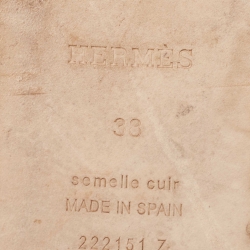 HERMÈS
38
semelle cuir
MADE IN SPAIN
222151 Z